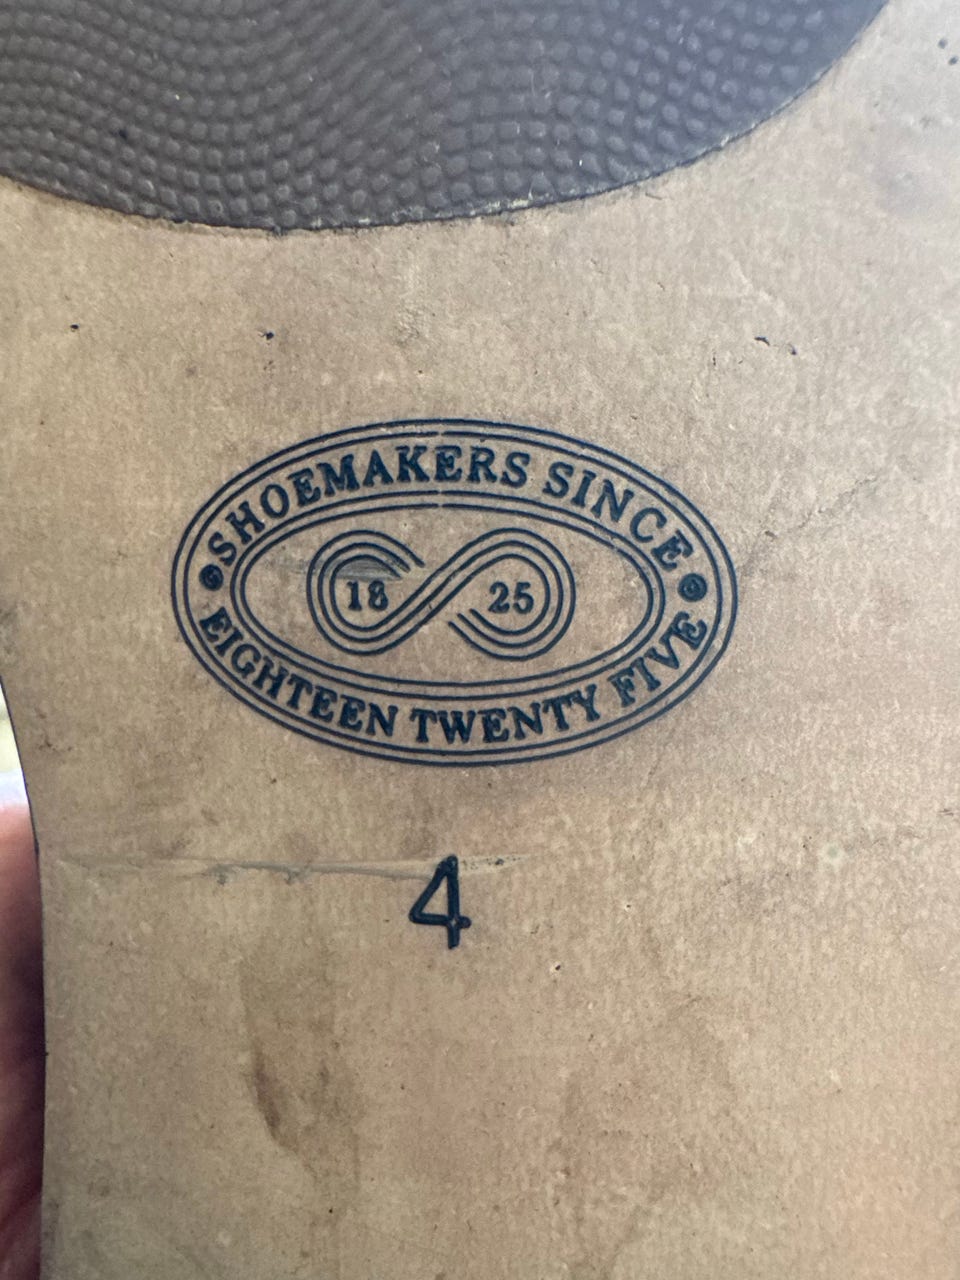 SHOEMAKERS SINCE
18 25
EIGHTEEN TWENTY FIVE
4